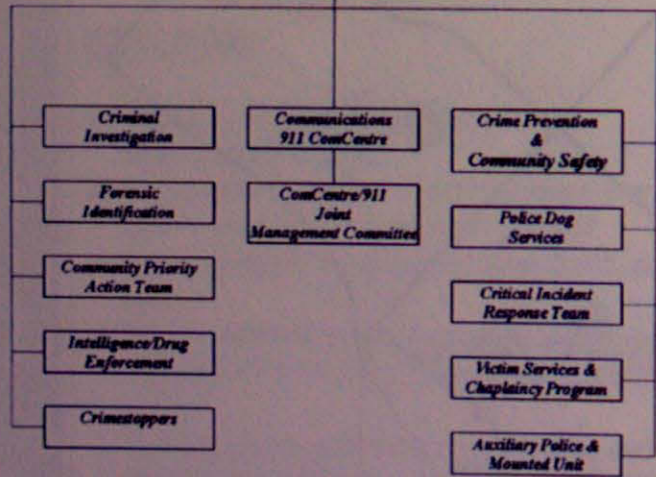 Criminal
Investigation
Forensic
Identification
Community Priority
Action Team
Intelligence/Drug
Enforcement
Crimestoppers
Communications
911 ComCentre
ComCentre/911
Joint
Management Committee
Crime Prevention
&
Community Safety
Police Dog
Services
Critical Incident
Response Team
Victim Services &
Chaplaincy Program
Auxiliary Police &
Mounted Unit